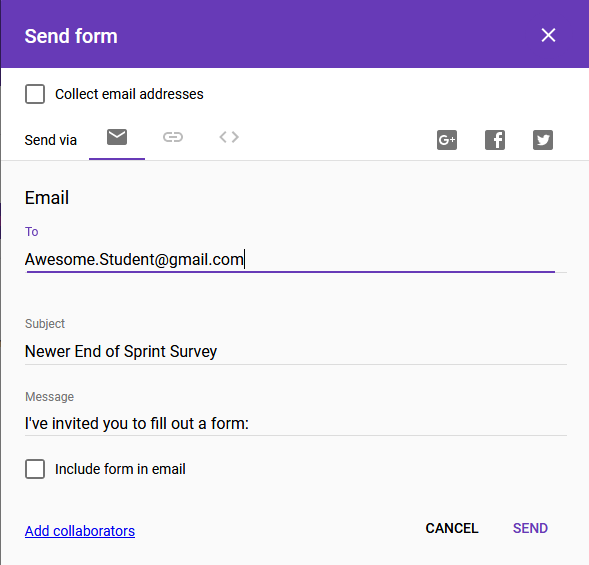 Send form
Collect email addresses
Send via
G+
Email
To
Awesome.Student@gmail.com
Subject
Newer End of Sprint Survey
Message
I've invited you to fill out a form:
Include form in email
Add collaborators CANCEL SEND